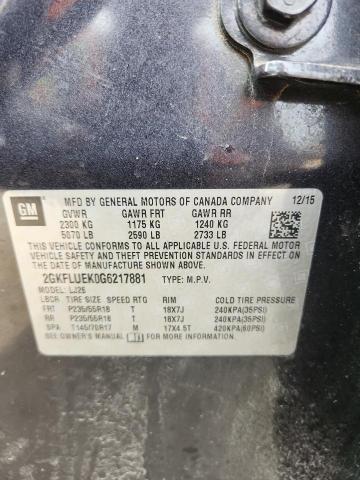 GM
MFD BY GENERAL MOTORS OF CANADA COMPANY 12/15
GVWR GAWR FRT GAWR RR
2300 KG 1175 KG 1240 KG
5070 LB 2590 LB 2733 LB
THIS VEHICLE CONFORMS TO ALL APPLICABLE U.S. FEDERAL MOTOR
VEHICLE SAFETY AND THEFT PREVENTION STANDARDS IN EFFECT ON
THE DATE OF MANUFACTURE SHOWN ABOVE.
2GKFLUEK0G6217881 TYPE: M.P.V.
MODEL: LJ26
TIRE SIZE SPEED RTG RIM COLD TIRE PRESSURE
FRT P235/55R18 T 18X7J 240KPA(35PSI)
RR P235/55R18 T 18X7J 240KPA(35PSI)
SPA T145/70R17 M 17X4.5T 420KPA(60PSI)
SEE OWNER'S MANUAL FOR ADDITIONAL INFORMATION.